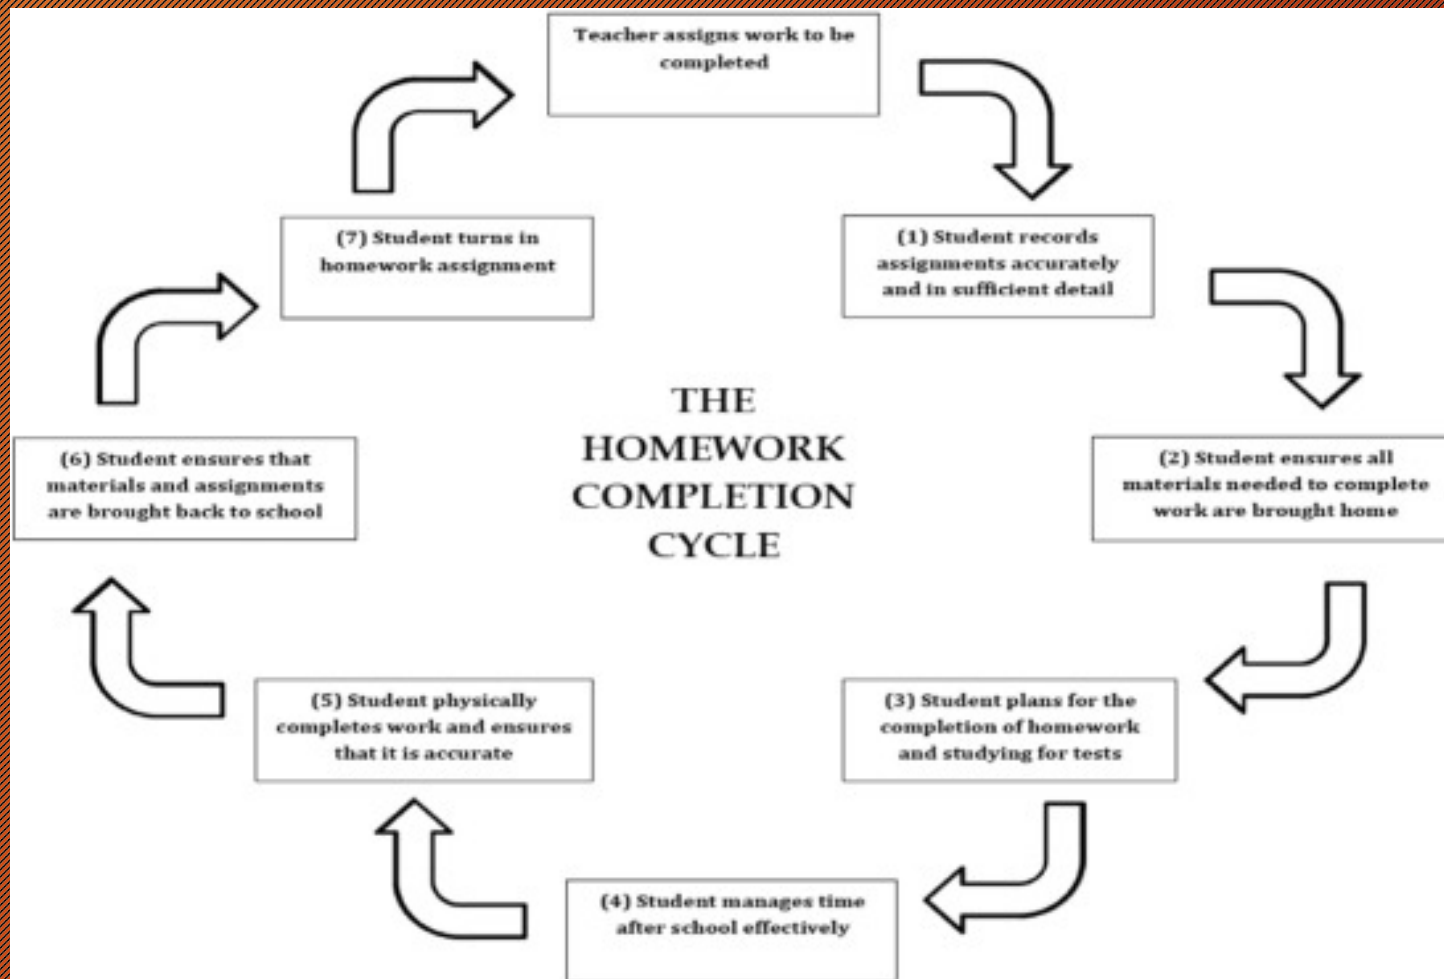 Teacher assigns work to be
completed
(1) Student records
assignments accurately
and in sufficient detail
(2) Student ensures all
materials needed to complete
work are brought home
(3) Student plans for the
completion of homework
and studying for tests
(4) Student manages time
after school effectively
(5) Student physically
completes work and ensures
that it is accurate
(6) Student ensures that
materials and assignments
are brought back to school
(7) Student turns in
homework assignment
THE
HOMEWORK
COMPLETION
CYCLE